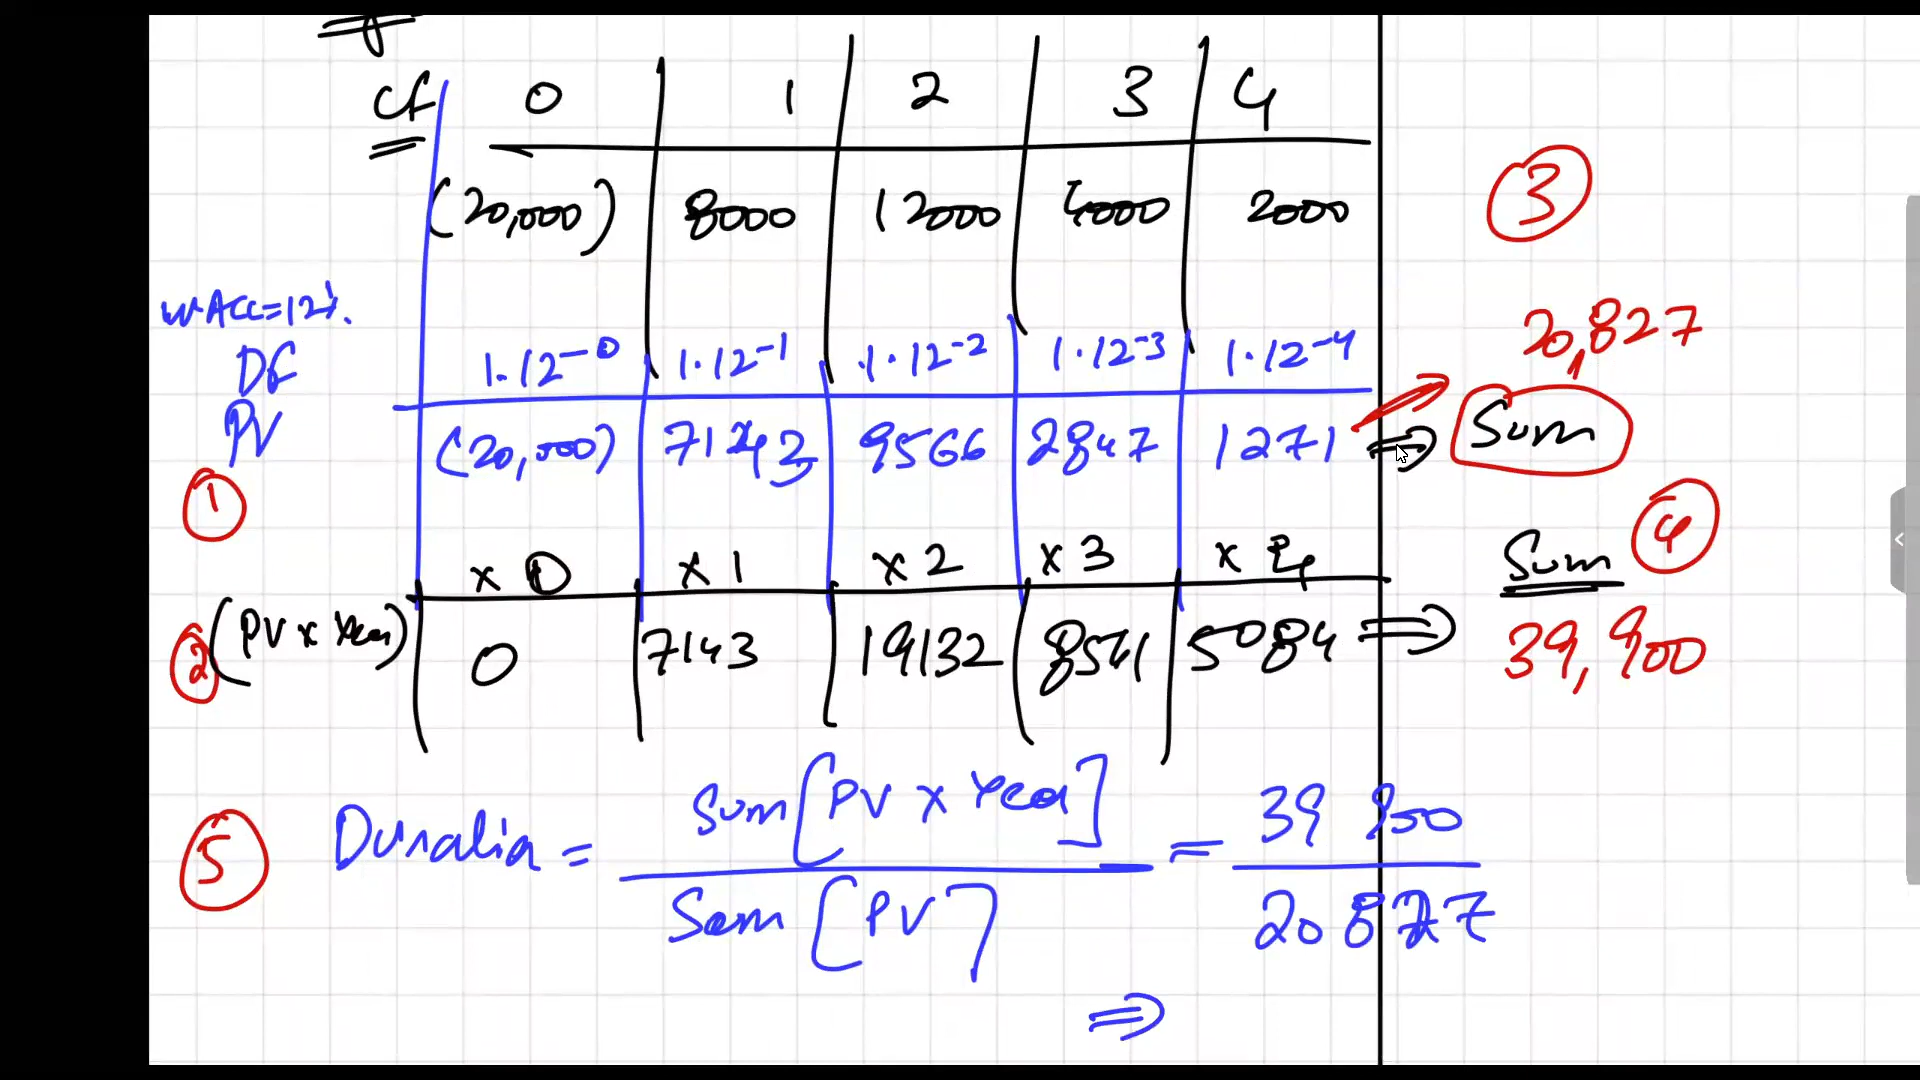 CF 0 1 2 3 4
(20,000) 8000 12000 4000 2000
3
WACC=12%.
DF 1.12-0 1.12-1 1.12-2 1.12-3 1.12-4
20,827
PV (20,000) 7143 9566 2847 1271 ⇒ Sum
1
x 0 x 1 x 2 x 3 x 4
Sum 4
2 (PV x Year) 0 7143 19132 8541 5084 ⇒ 39,900
5 Duration = Sum[PV x Year] / Sum[PV] = 39 900 / 20827
⇒